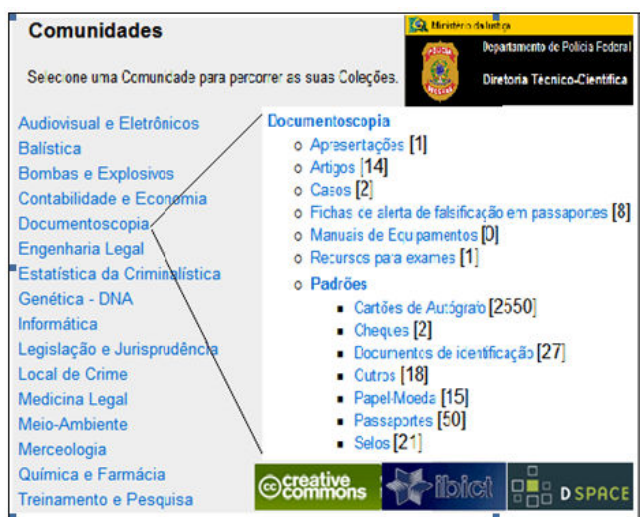 Comunidades
Selecione uma Comunidade para percorrer as suas Coleções.
Ministério da Justiça
Departamento de Polícia Federal
Diretoria Técnico-Científica
Audiovisual e Eletrônicos
Balística
Bombas e Explosivos
Contabilidade e Economia
Documentoscopia
Engenharia Legal
Estatística da Criminalística
Genética - DNA
Informática
Legislação e Jurisprudência
Local de Crime
Medicina Legal
Meio-Ambiente
Merceologia
Química e Farmácia
Treinamento e Pesquisa
Documentoscopia
Apresentações [1]
Artigos [14]
Casos [2]
Fichas de alerta de falsificação em passaportes [8]
Manuais de Equipamentos [0]
Recursos para exames [1]
Padrões
Cartões de Autógrafo [2550]
Cheques [2]
Documentos de identificação [27]
Outros [18]
Papel-Moeda [15]
Passaportes [50]
Selos [21]
cc creative commons
ibict
DSPACE